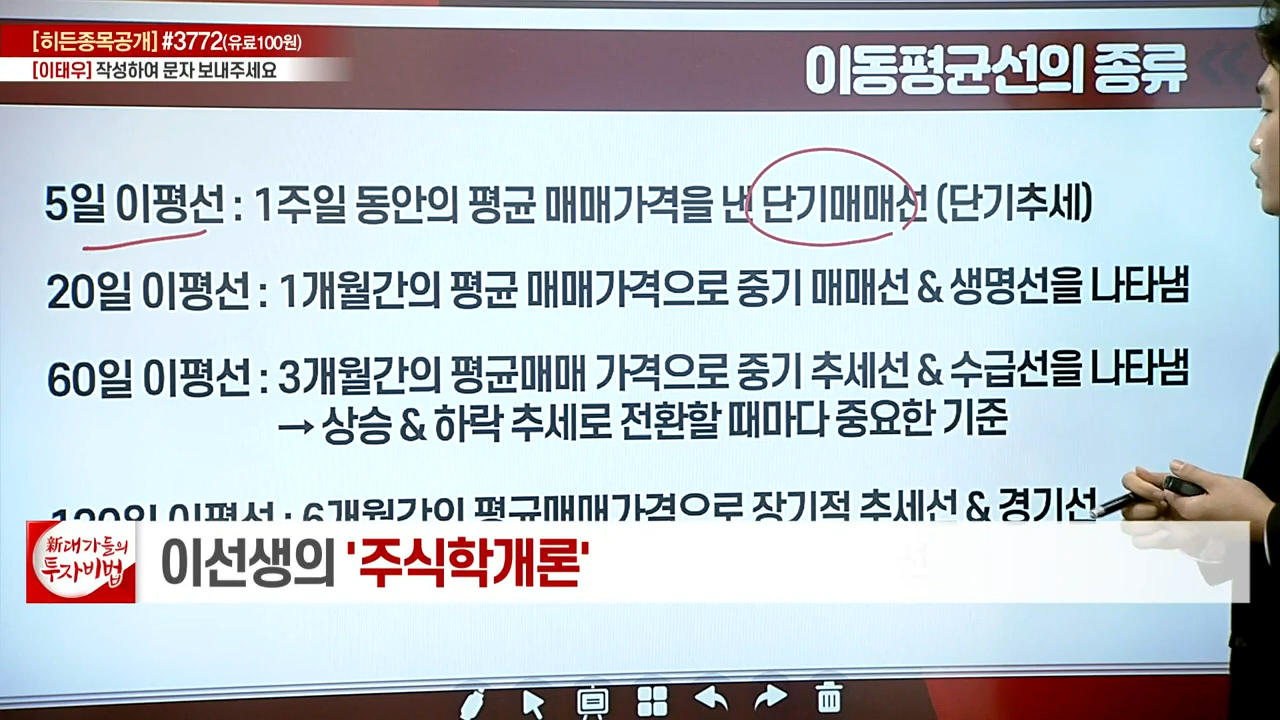 [히든종목공개] #3772(유료100원)
[이태우] 작성하여 문자 보내주세요
이동평균선의 종류
5일 이평선 : 1주일 동안의 평균 매매가격을 낸 단기매매선 (단기추세)
20일 이평선 : 1개월간의 평균 매매가격으로 중기 매매선 & 생명선을 나타냄
60일 이평선 : 3개월간의 평균매매 가격으로 중기 추세선 & 수급선을 나타냄
→ 상승 & 하락 추세로 전환할 때마다 중요한 기준
120일 이평선 : 6개월간의 평균매매가격으로 장기적 추세선 & 경기선
新대가들의
투자비법
이선생의 '주식학개론'